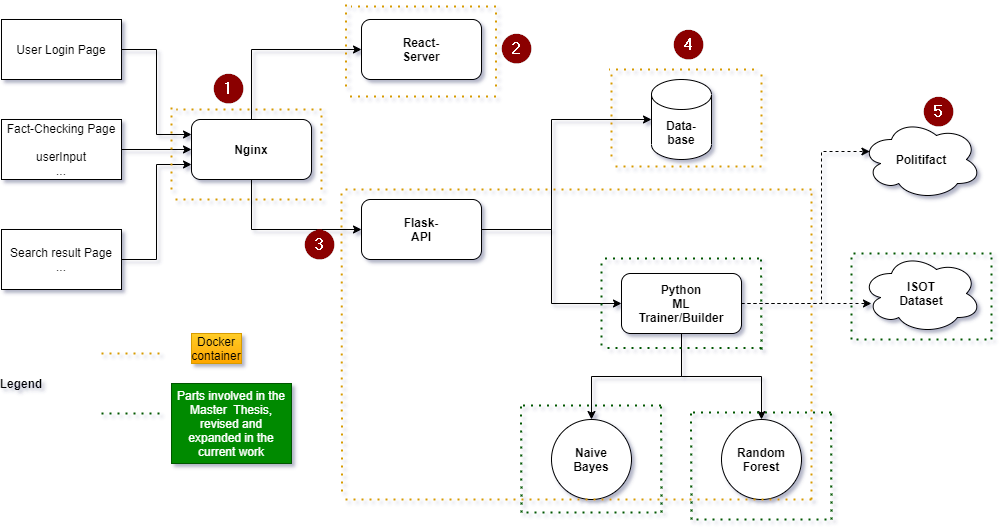 User Login Page
Fact-Checking Page
userInput
...
Search result Page
...
1
Nginx
React-
Server
2
3
Flask-
API
4
Data-
base
5
Politifact
Python
ML
Trainer/Builder
ISOT
Dataset
Naive
Bayes
Random
Forest
Legend
Docker
container
Parts involved in the
Master Thesis,
revised and
expanded in the
current work